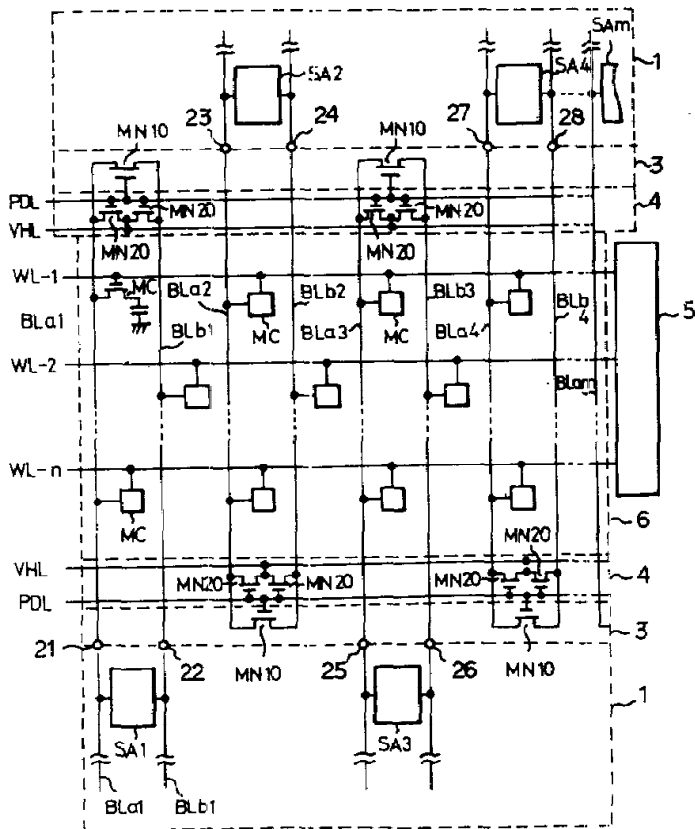 SAm
SA2
SA4
1
23
24
27
28
MN10
MN10
3
PDL
MN20
MN20
4
VHL
MN20
MN20
WL-1
MC
BLa2
BLb2
BLb3
BLb4
5
BLa1
BLb1
MC
BLa3
MC
BLa4
WL-2
BLam
WL-n
MC
6
VHL
MN20
MN20
MN20
MN20
4
PDL
3
21
22
MN10
25
26
MN10
1
SA1
SA3
BLa1
BLb1